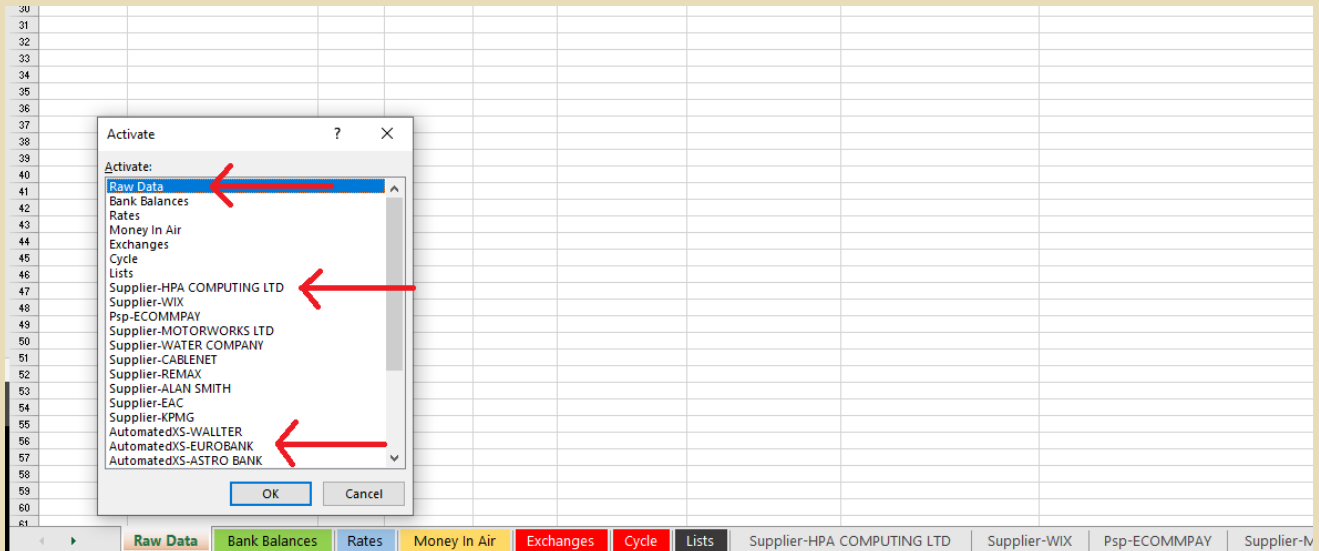 30
31
32
33
34
35
36
37
38
39
40
41
42
43
44
45
46
47
48
49
50
51
52
53
54
55
56
57
58
59
60
61
Activate ?
Activate:
Raw Data
Bank Balances
Rates
Money In Air
Exchanges
Cycle
Lists
Supplier-HPA COMPUTING LTD
Supplier-WIX
Psp-ECOMMPAY
Supplier-MOTORWORKS LTD
Supplier-WATER COMPANY
Supplier-CABLENET
Supplier-REMAX
Supplier-ALAN SMITH
Supplier-EAC
Supplier-KPMG
AutomatedXS-WALLTER
AutomatedXS-EUROBANK
AutomatedXS-ASTRO BANK
OK Cancel
Raw Data Bank Balances Rates Money In Air Exchanges Cycle Lists Supplier-HPA COMPUTING LTD Supplier-WIX Psp-ECOMMPAY Supplier-M